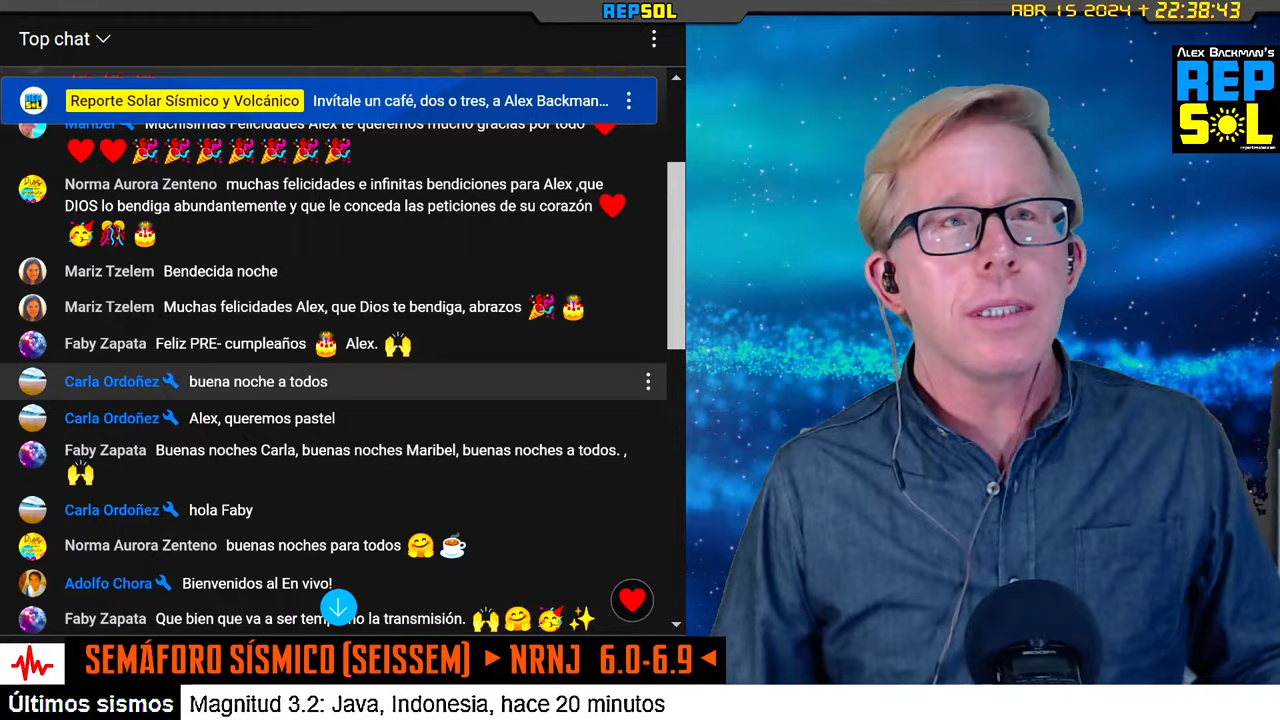 REPSOL
ABR 15 2024 † 22:38:43
Top chat
ALEX BACKMAN'S
REP
SOL
Reporte Solar Sísmico y Volcánico Invítale un café, dos o tres, a Alex Backman...
Maribel Muchísimas Felicidades Alex te queremos mucho gracias por todo
Norma Aurora Zenteno muchas felicidades e infinitas bendiciones para Alex ,que
DIOS lo bendiga abundantemente y que le conceda las peticiones de su corazón
Mariz Tzelem Bendecida noche
Mariz Tzelem Muchas felicidades Alex, que Dios te bendiga, abrazos
Faby Zapata Feliz PRE- cumpleaños Alex.
Carla Ordoñez buena noche a todos
Carla Ordoñez Alex, queremos pastel
Faby Zapata Buenas noches Carla, buenas noches Maribel, buenas noches a todos. ,
Carla Ordoñez hola Faby
Norma Aurora Zenteno buenas noches para todos
Adolfo Chora Bienvenidos al En vivo!
Faby Zapata Que bien que va a ser la transmisión.
SEMÁFORO SÍSMICO (SEISSEM) ▶ NRNJ 6.0-6.9 ◀
Últimos sismos Magnitud 3.2: Java, Indonesia, hace 20 minutos